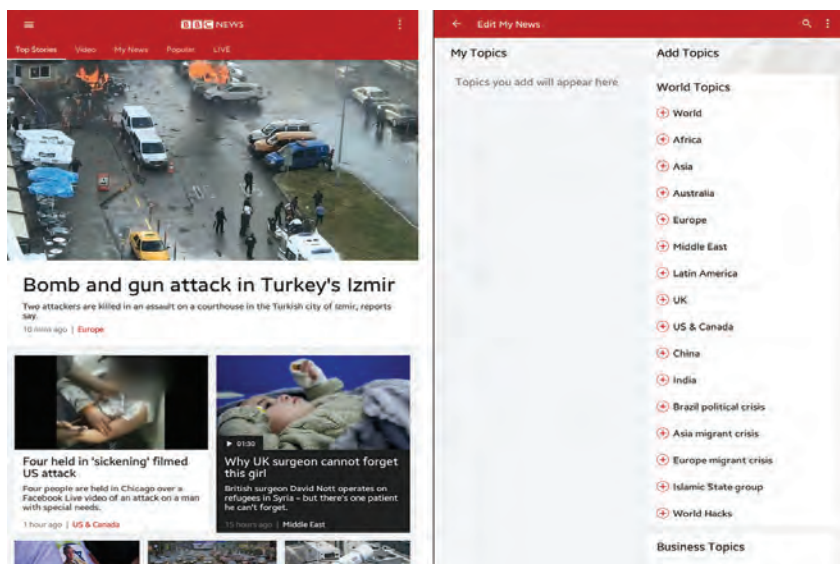 BBC NEWS
Top Stories Video My News Popular LIVE
Bomb and gun attack in Turkey's Izmir
Two attackers are killed in an assault on a courthouse in the Turkish city of Izmir, reports
say.
10 mins ago | Europe
Four held in 'sickening' filmed
US attack
Four people are held in Chicago over a
Facebook Live video of an attack on a man
with special needs.
1 hour ago | US & Canada
01:30
Why UK surgeon cannot forget
this girl
British surgeon David Nott operates on
refugees in Syria – but there's one patient
he can't forget.
15 hours ago | Middle East
Edit My News
My Topics
Topics you add will appear here
Add Topics
World Topics
World
Africa
Asia
Australia
Europe
Middle East
Latin America
UK
US & Canada
China
India
Brazil political crisis
Asia migrant crisis
Europe migrant crisis
Islamic State group
World Hacks
Business Topics